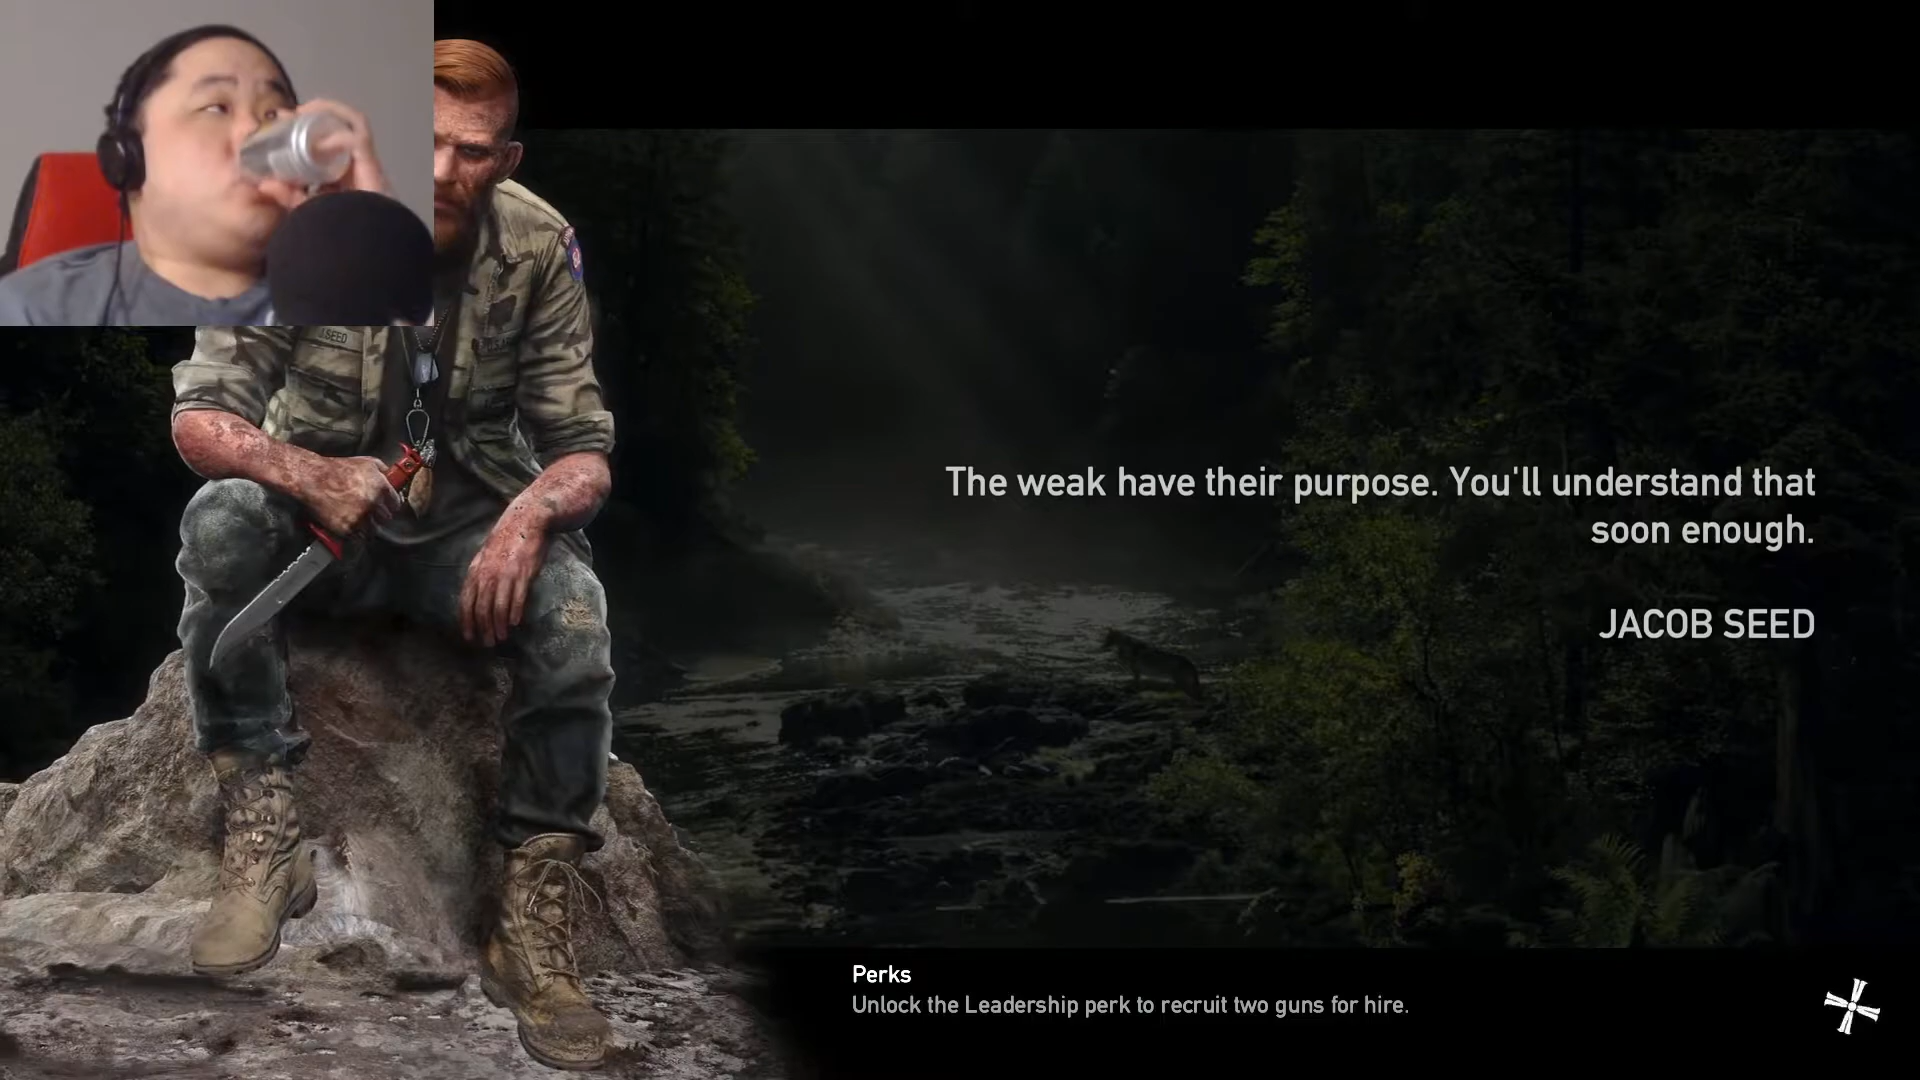 J.SEED
The weak have their purpose. You'll understand that
soon enough.
JACOB SEED
Perks
Unlock the Leadership perk to recruit two guns for hire.